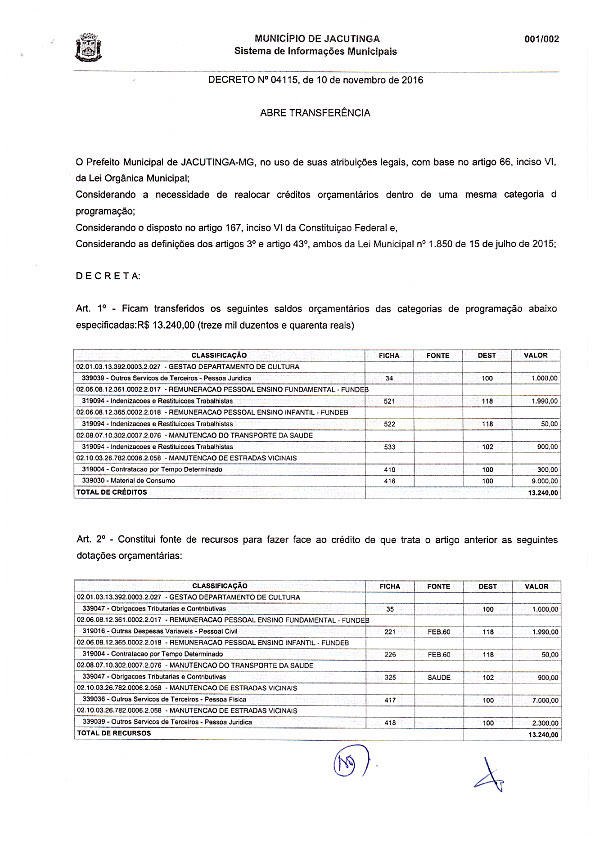 MUNICÍPIO DE JACUTINGA 001/002
Sistema de Informações Municipais
DECRETO Nº 04115, de 10 de novembro de 2016
ABRE TRANSFERÊNCIA
O Prefeito Municipal de JACUTINGA-MG, no uso de suas atribuições legais, com base no artigo 66, inciso VI,
da Lei Orgânica Municipal;
Considerando a necessidade de realocar créditos orçamentários dentro de uma mesma categoria d
programação;
Considerando o disposto no artigo 167, inciso VI da Constituiçao Federal e,
Considerando as definições dos artigos 3º e artigo 43º, ambos da Lei Municipal nº 1.850 de 15 de julho de 2015;
D E C R E T A:
Art. 1º - Ficam transferidos os seguintes saldos orçamentários das categorias de programação abaixo
especificadas:R$ 13.240,00 (treze mil duzentos e quarenta reais)
CLASSIFICAÇÃO FICHA FONTE DEST VALOR
02.01.03.13.392.0003.2.027 - GESTAO DEPARTAMENTO DE CULTURA
339039 - Outros Servicos de Terceiros - Pessoa Juridica 34 100 1.000,00
02.06.08.12.361.0002.2.017 - REMUNERACAO PESSOAL ENSINO FUNDAMENTAL - FUNDEB
319094 - Indenizacoes e Restituicoes Trabalhistas 521 118 1.990,00
02.06.08.12.365.0002.2.018 - REMUNERACAO PESSOAL ENSINO INFANTIL - FUNDEB
319094 - Indenizacoes e Restituicoes Trabalhistas 522 118 50,00
02.08.07.10.302.0007.2.076 - MANUTENCAO DO TRANSPORTE DA SAUDE
319094 - Indenizacoes e Restituicoes Trabalhistas 533 102 900,00
02.10.03.26.782.0006.2.058 - MANUTENCAO DE ESTRADAS VICINAIS
319004 - Contratacao por Tempo Determinado 410 100 300,00
339030 - Material de Consumo 416 100 9.000,00
TOTAL DE CRÉDITOS 13.240,00
Art. 2º - Constitui fonte de recursos para fazer face ao crédito de que trata o artigo anterior as seguintes
dotações orçamentárias:
CLASSIFICAÇÃO FICHA FONTE DEST VALOR
02.01.03.13.392.0003.2.027 - GESTAO DEPARTAMENTO DE CULTURA
339047 - Obrigacoes Tributarias e Contributivas 35 100 1.000,00
02.06.08.12.361.0002.2.017 - REMUNERACAO PESSOAL ENSINO FUNDAMENTAL - FUNDEB
319016 - Outras Despesas Variaveis - Pessoal Civil 221 FEB.60 118 1.990,00
02.06.08.12.365.0002.2.018 - REMUNERACAO PESSOAL ENSINO INFANTIL - FUNDEB
319004 - Contratacao por Tempo Determinado 226 FEB.60 118 50,00
02.08.07.10.302.0007.2.076 - MANUTENCAO DO TRANSPORTE DA SAUDE
339047 - Obrigacoes Tributarias e Contributivas 325 SAUDE 102 900,00
02.10.03.26.782.0006.2.058 - MANUTENCAO DE ESTRADAS VICINAIS
339036 - Outros Servicos de Terceiros - Pessoa Fisica 417 100 7.000,00
02.10.03.26.782.0006.2.058 - MANUTENCAO DE ESTRADAS VICINAIS
339039 - Outros Servicos de Terceiros - Pessoa Juridica 418 100 2.300,00
TOTAL DE RECURSOS 13.240,00